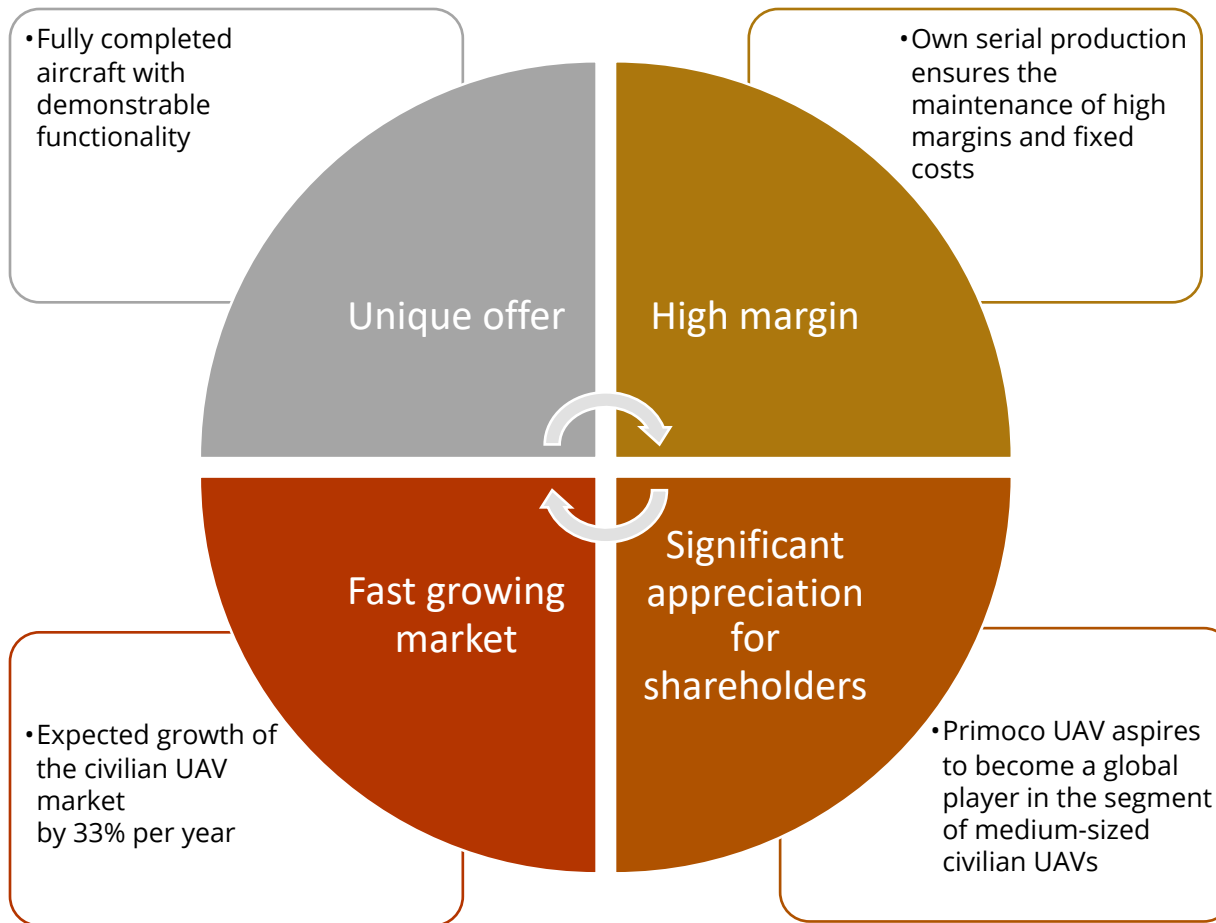 •Fully completed
aircraft with
demonstrable
functionality
•Own serial production
ensures the
maintenance of high
margins and fixed
costs
Unique offer
High margin
Fast growing
market
Significant
appreciation
for
shareholders
•Expected growth of
the civilian UAV
market
by 33% per year
•Primoco UAV aspires
to become a global
player in the segment
of medium-sized
civilian UAVs